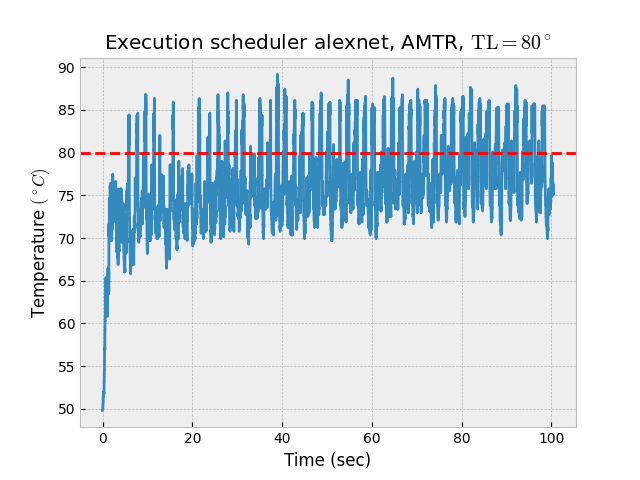 Execution scheduler alexnet, AMTR, TL = 80°
90
85
80
75
70
65
60
55
50
Temperature (°C)
0 20 40 60 80 100
Time (sec)